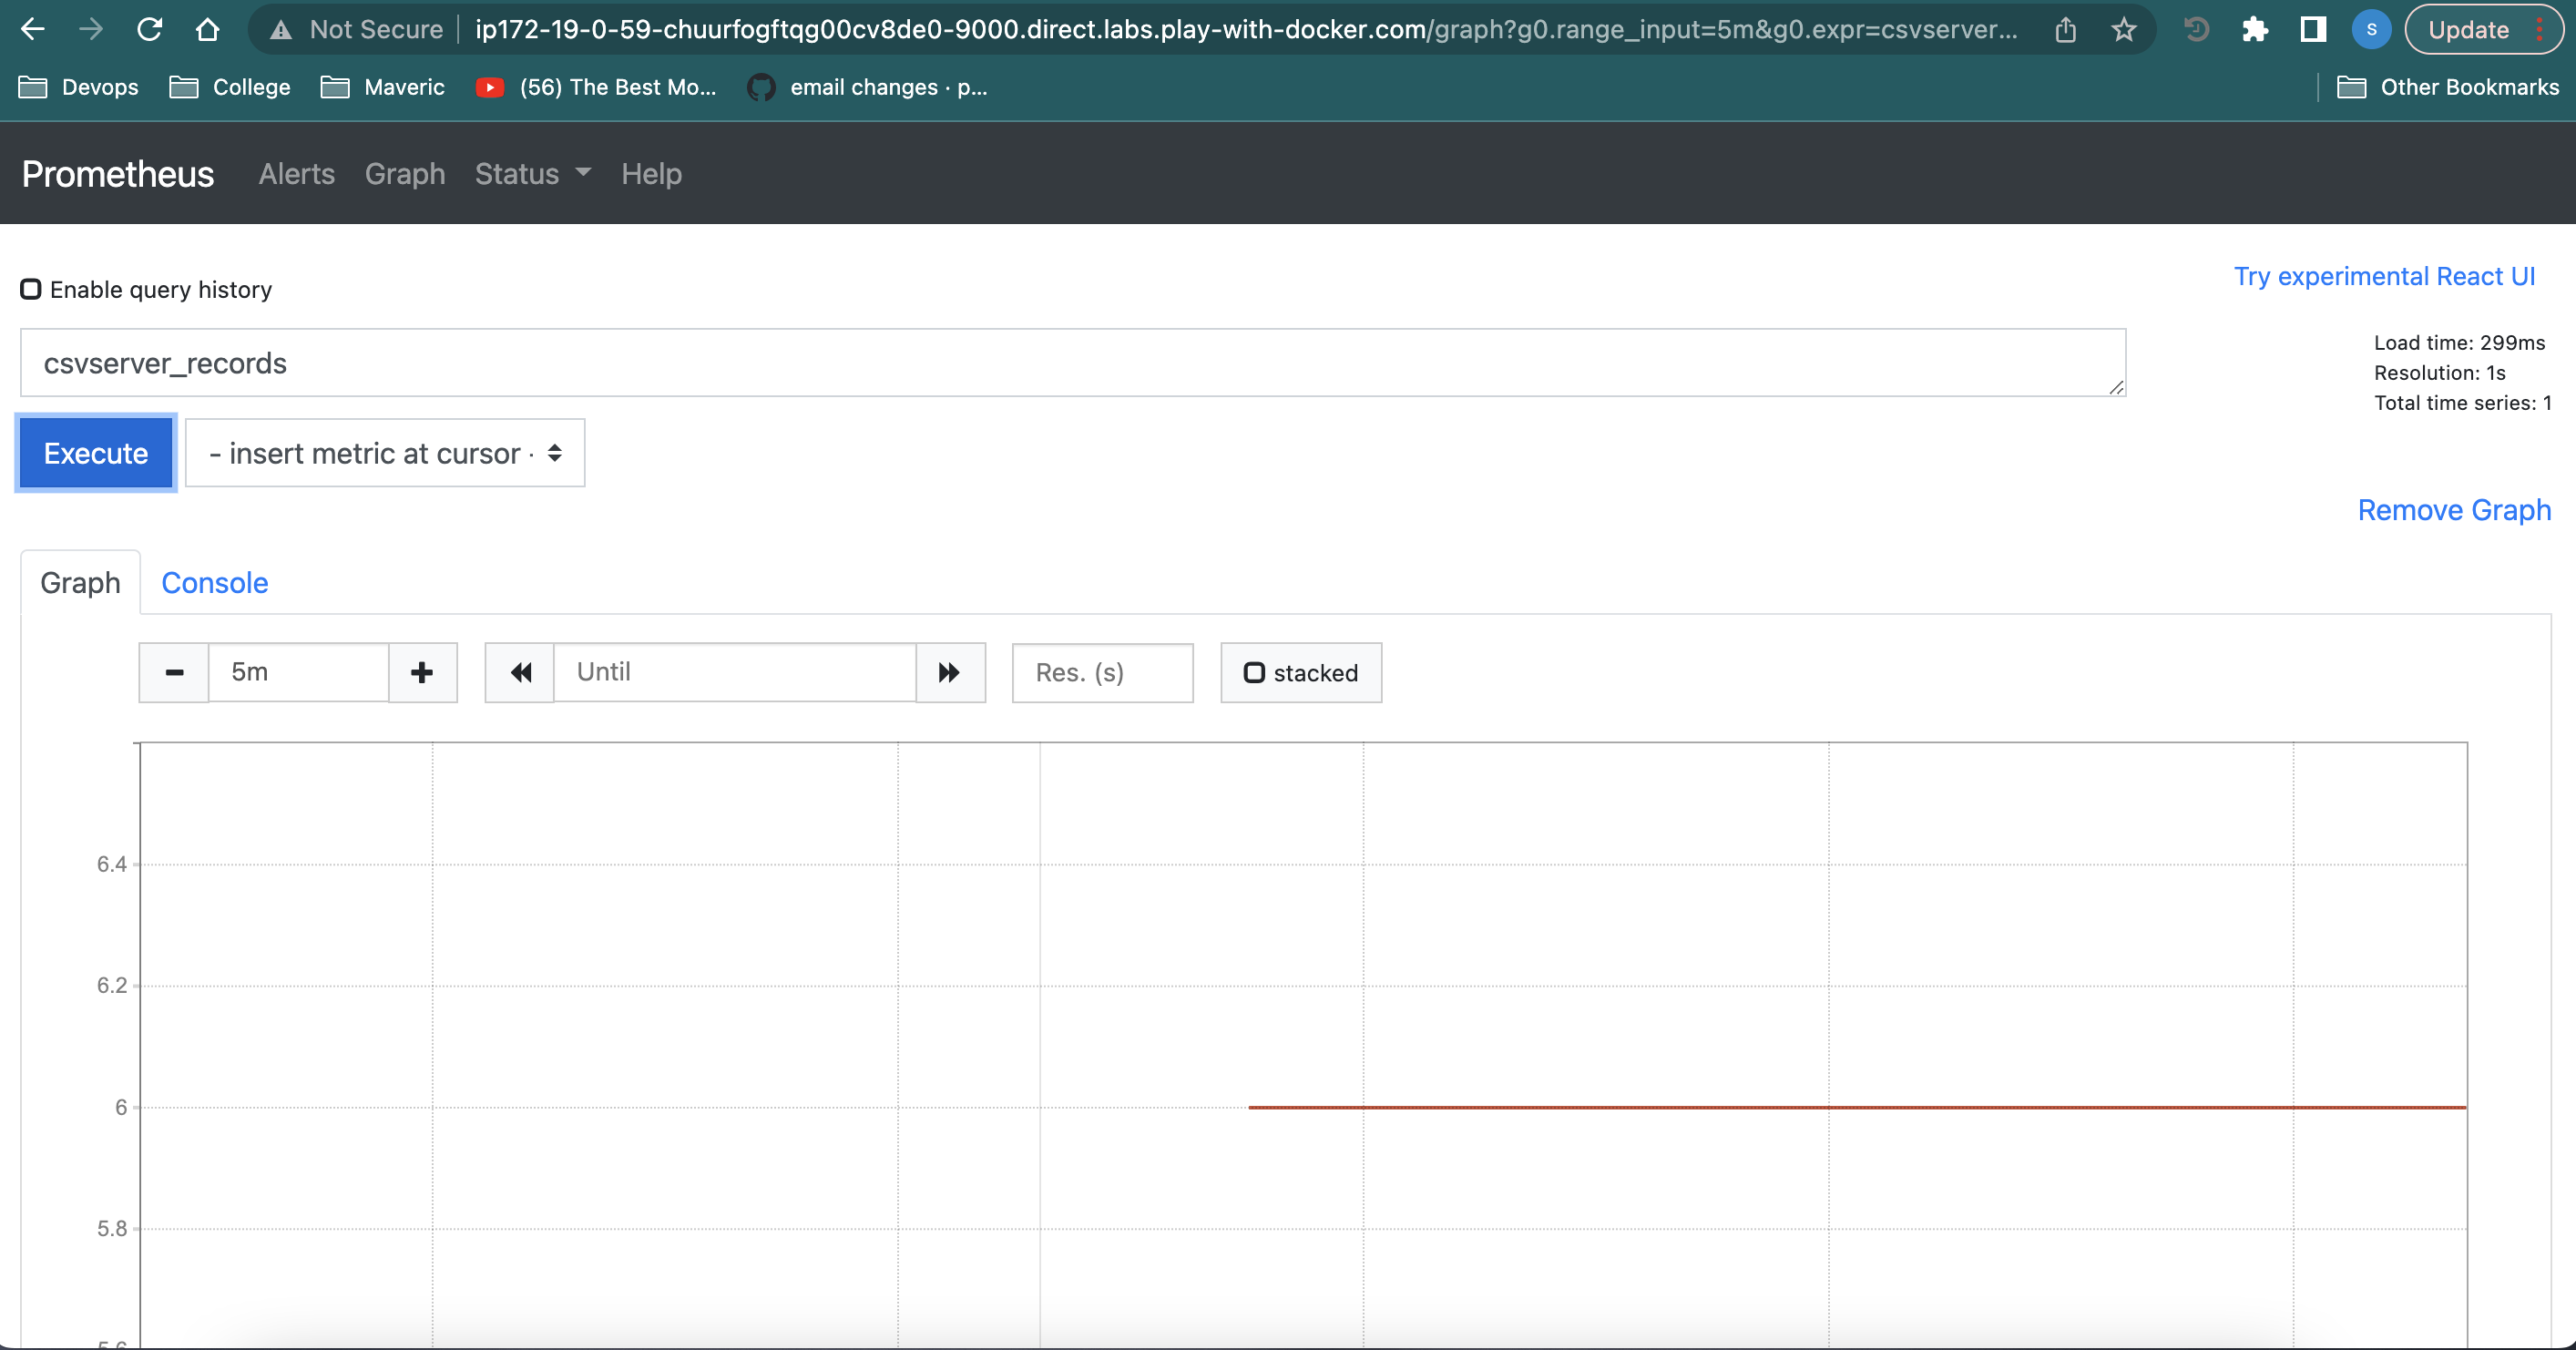 Not Secure
ip172-19-0-59-chuurfogftqg00cv8de0-9000.direct.labs.play-with-docker.com/graph?g0.range_input=5m&g0.expr=csvserver...
S
Update
Devops
College
Maveric
(56) The Best Mo...
email changes · p...
Other Bookmarks
Prometheus
Alerts
Graph
Status
Help
Enable query history
Try experimental React UI
csvserver_records
Load time: 299ms
Resolution: 1s
Total time series: 1
Execute
- insert metric at cursor ·
Remove Graph
Graph
Console
5m
Until
Res. (s)
stacked
6.4
6.2
6
5.8